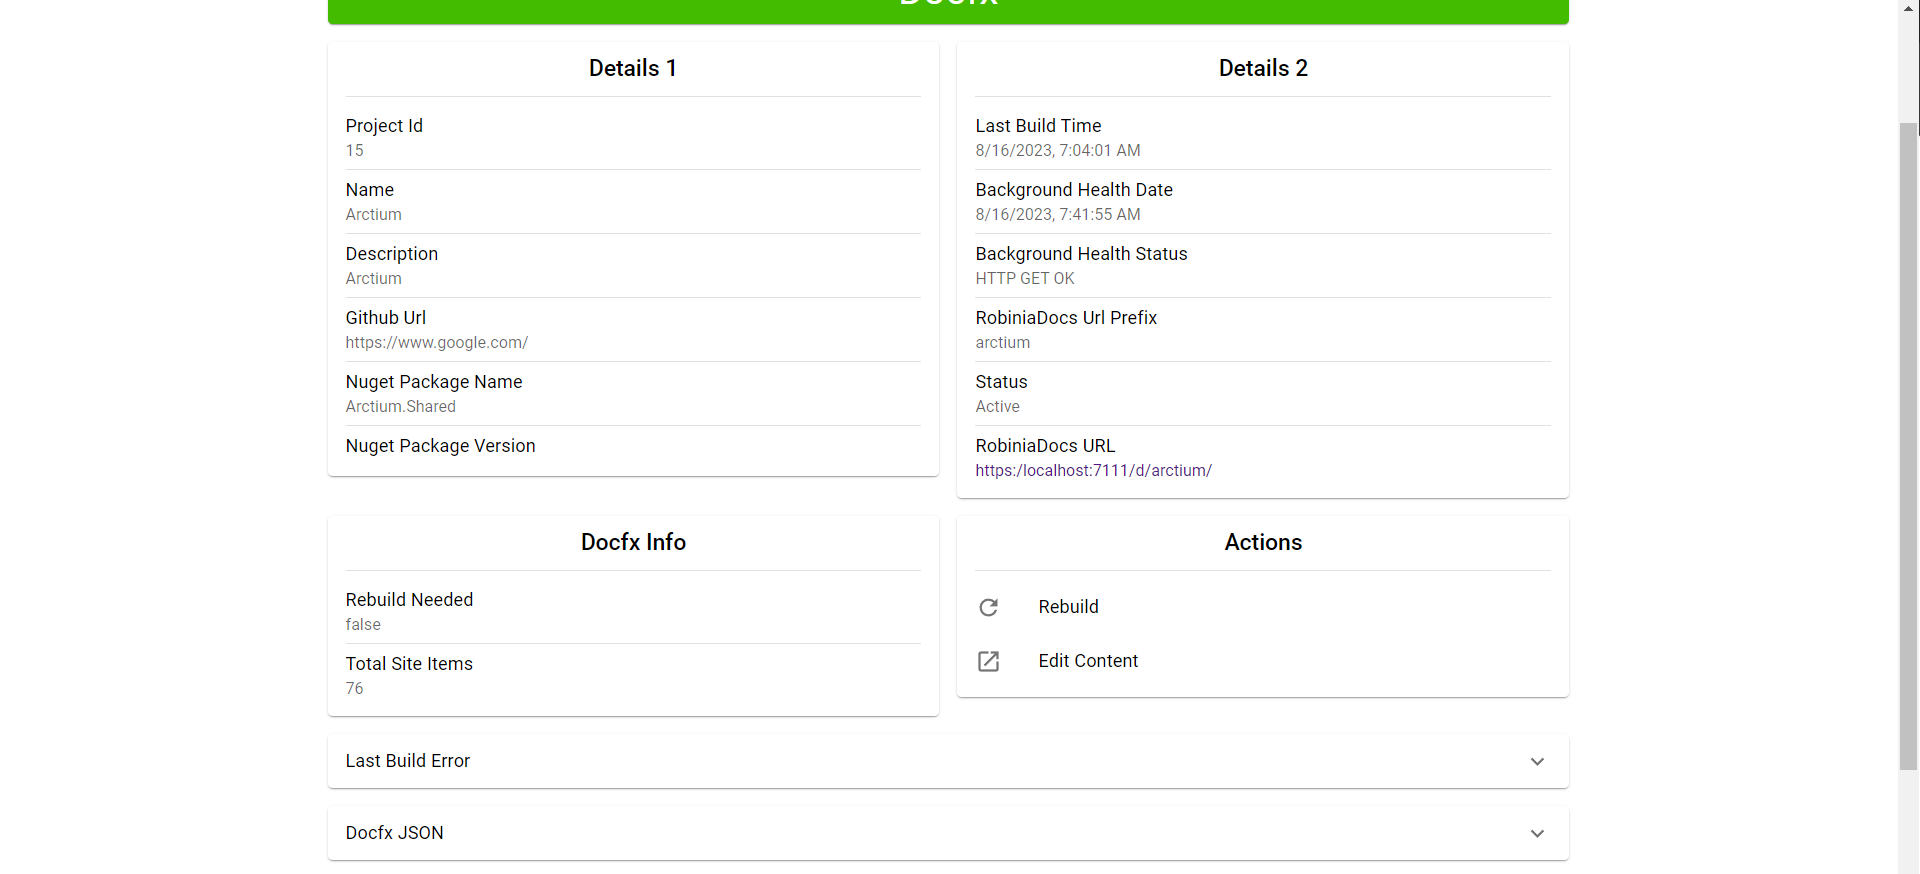 Docfx
Details 1
Project Id
15
Name
Arctium
Description
Arctium
Github Url
https://www.google.com/
Nuget Package Name
Arctium.Shared
Nuget Package Version
Details 2
Last Build Time
8/16/2023, 7:04:01 AM
Background Health Date
8/16/2023, 7:41:55 AM
Background Health Status
HTTP GET OK
RobiniaDocs Url Prefix
arctium
Status
Active
RobiniaDocs URL
https:/localhost:7111/d/arctium/
Docfx Info
Rebuild Needed
false
Total Site Items
76
Actions
Rebuild
Edit Content
Last Build Error
Docfx JSON